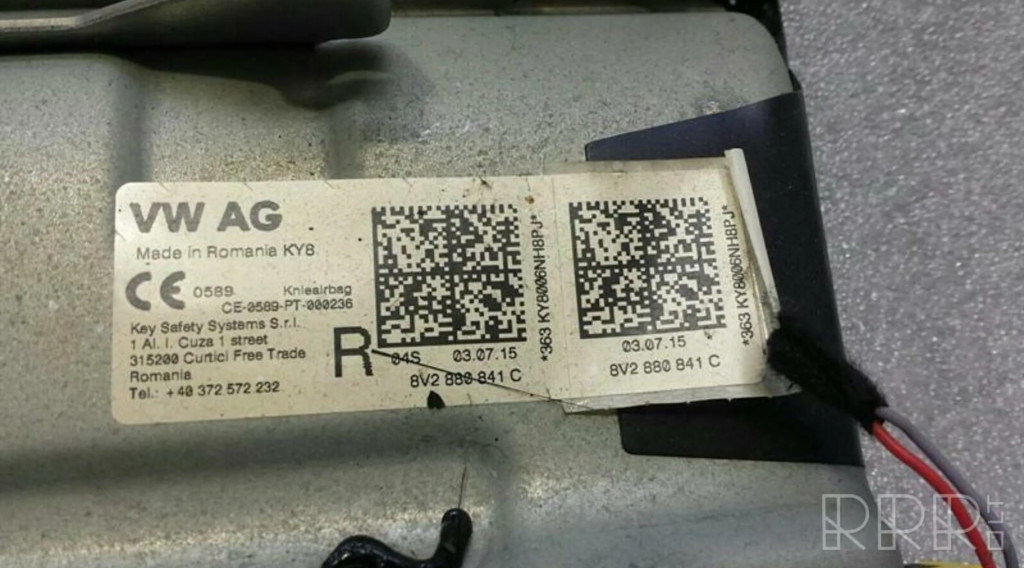 VW AG
Made in Romania KY8
CE 0589 Knieairbag
CE-0589-PT-000236
Key Safety Systems S.r.l.
1 Al. I. Cuza 1 street
315200 Curtici Free Trade
Romania
Tel.: +40 372 572 232
R
04S 03.07.15
8V2 880 841 C
*363 KY8006NH8PJ*
03.07.15
8V2 880 841 C
*363 KY8006NH8PJ*
RRR